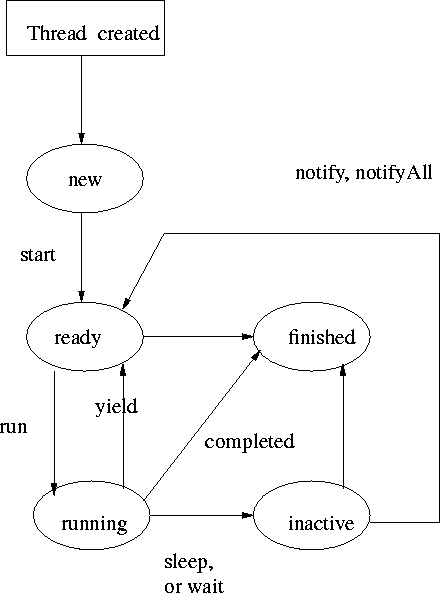 Thread created
new
notify, notifyAll
start
ready
finished
yield
run
completed
running
inactive
sleep,
or wait